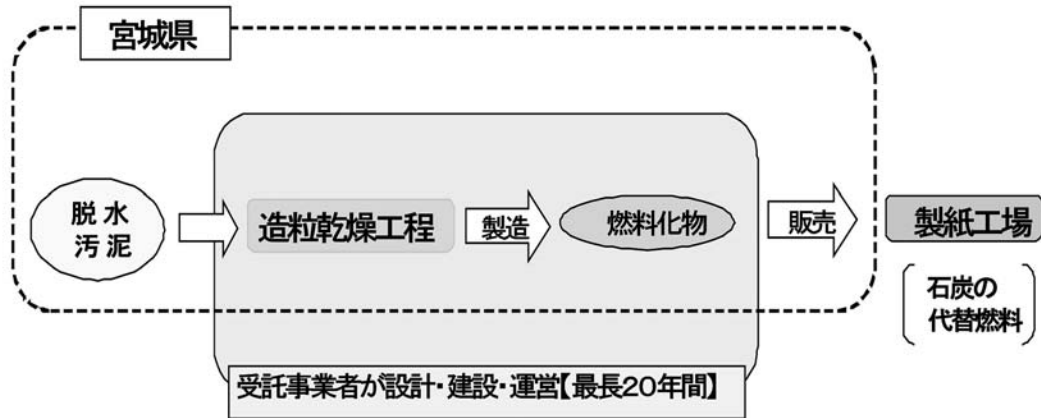 宮城県
脱水
汚泥
造粒乾燥工程
製造
燃料化物
販売
製紙工場
石炭の
代替燃料
受託事業者が設計・建設・運営【最長20年間】